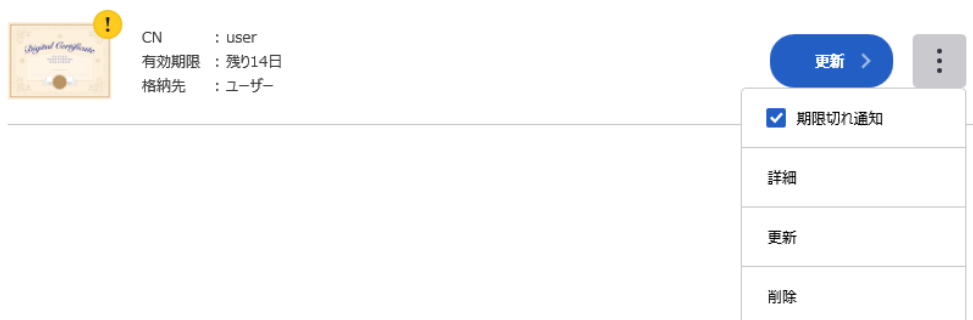 Digital Certificate
!
CN : user
有効期限 : 残り14日
格納先 : ユーザー
更新
期限切れ通知
詳細
更新
削除